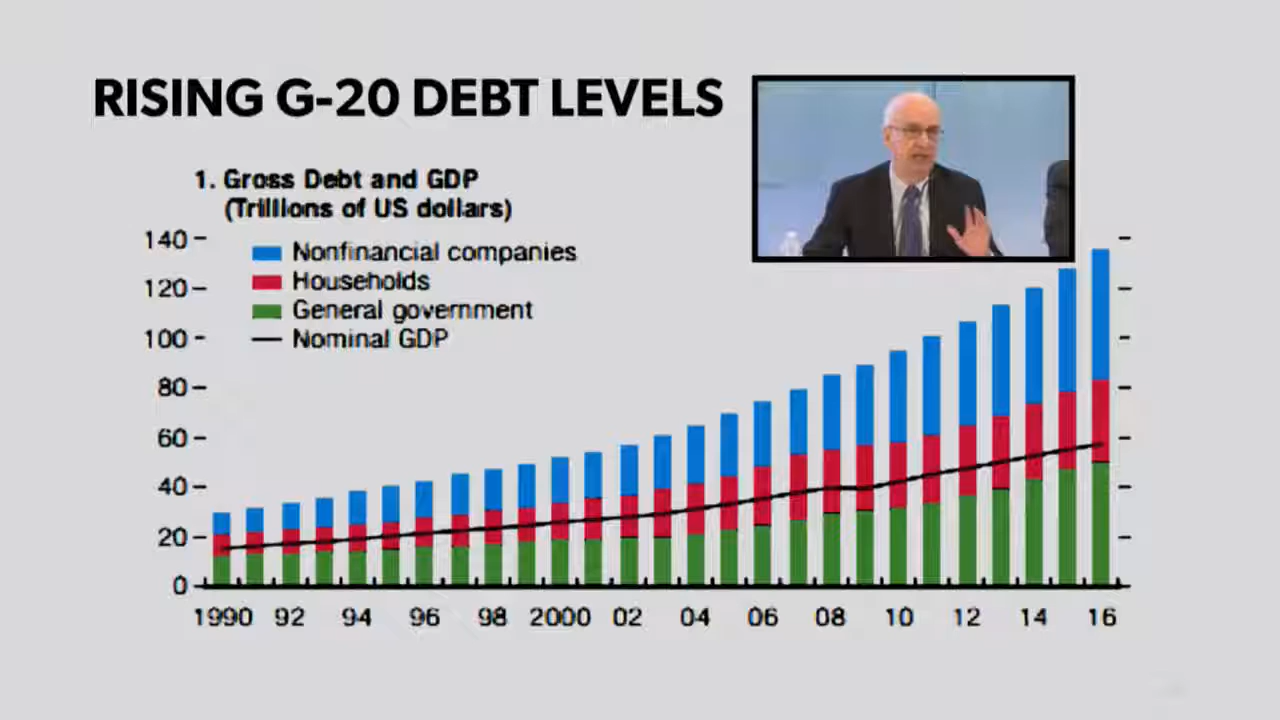 RISING G-20 DEBT LEVELS
1. Gross Debt and GDP
(Trillions of US dollars)
140
120
100
80
60
40
20
0
Nonfinancial companies
Households
General government
Nominal GDP
1990 92 94 96 98 2000 02 04 06 08 10 12 14 16